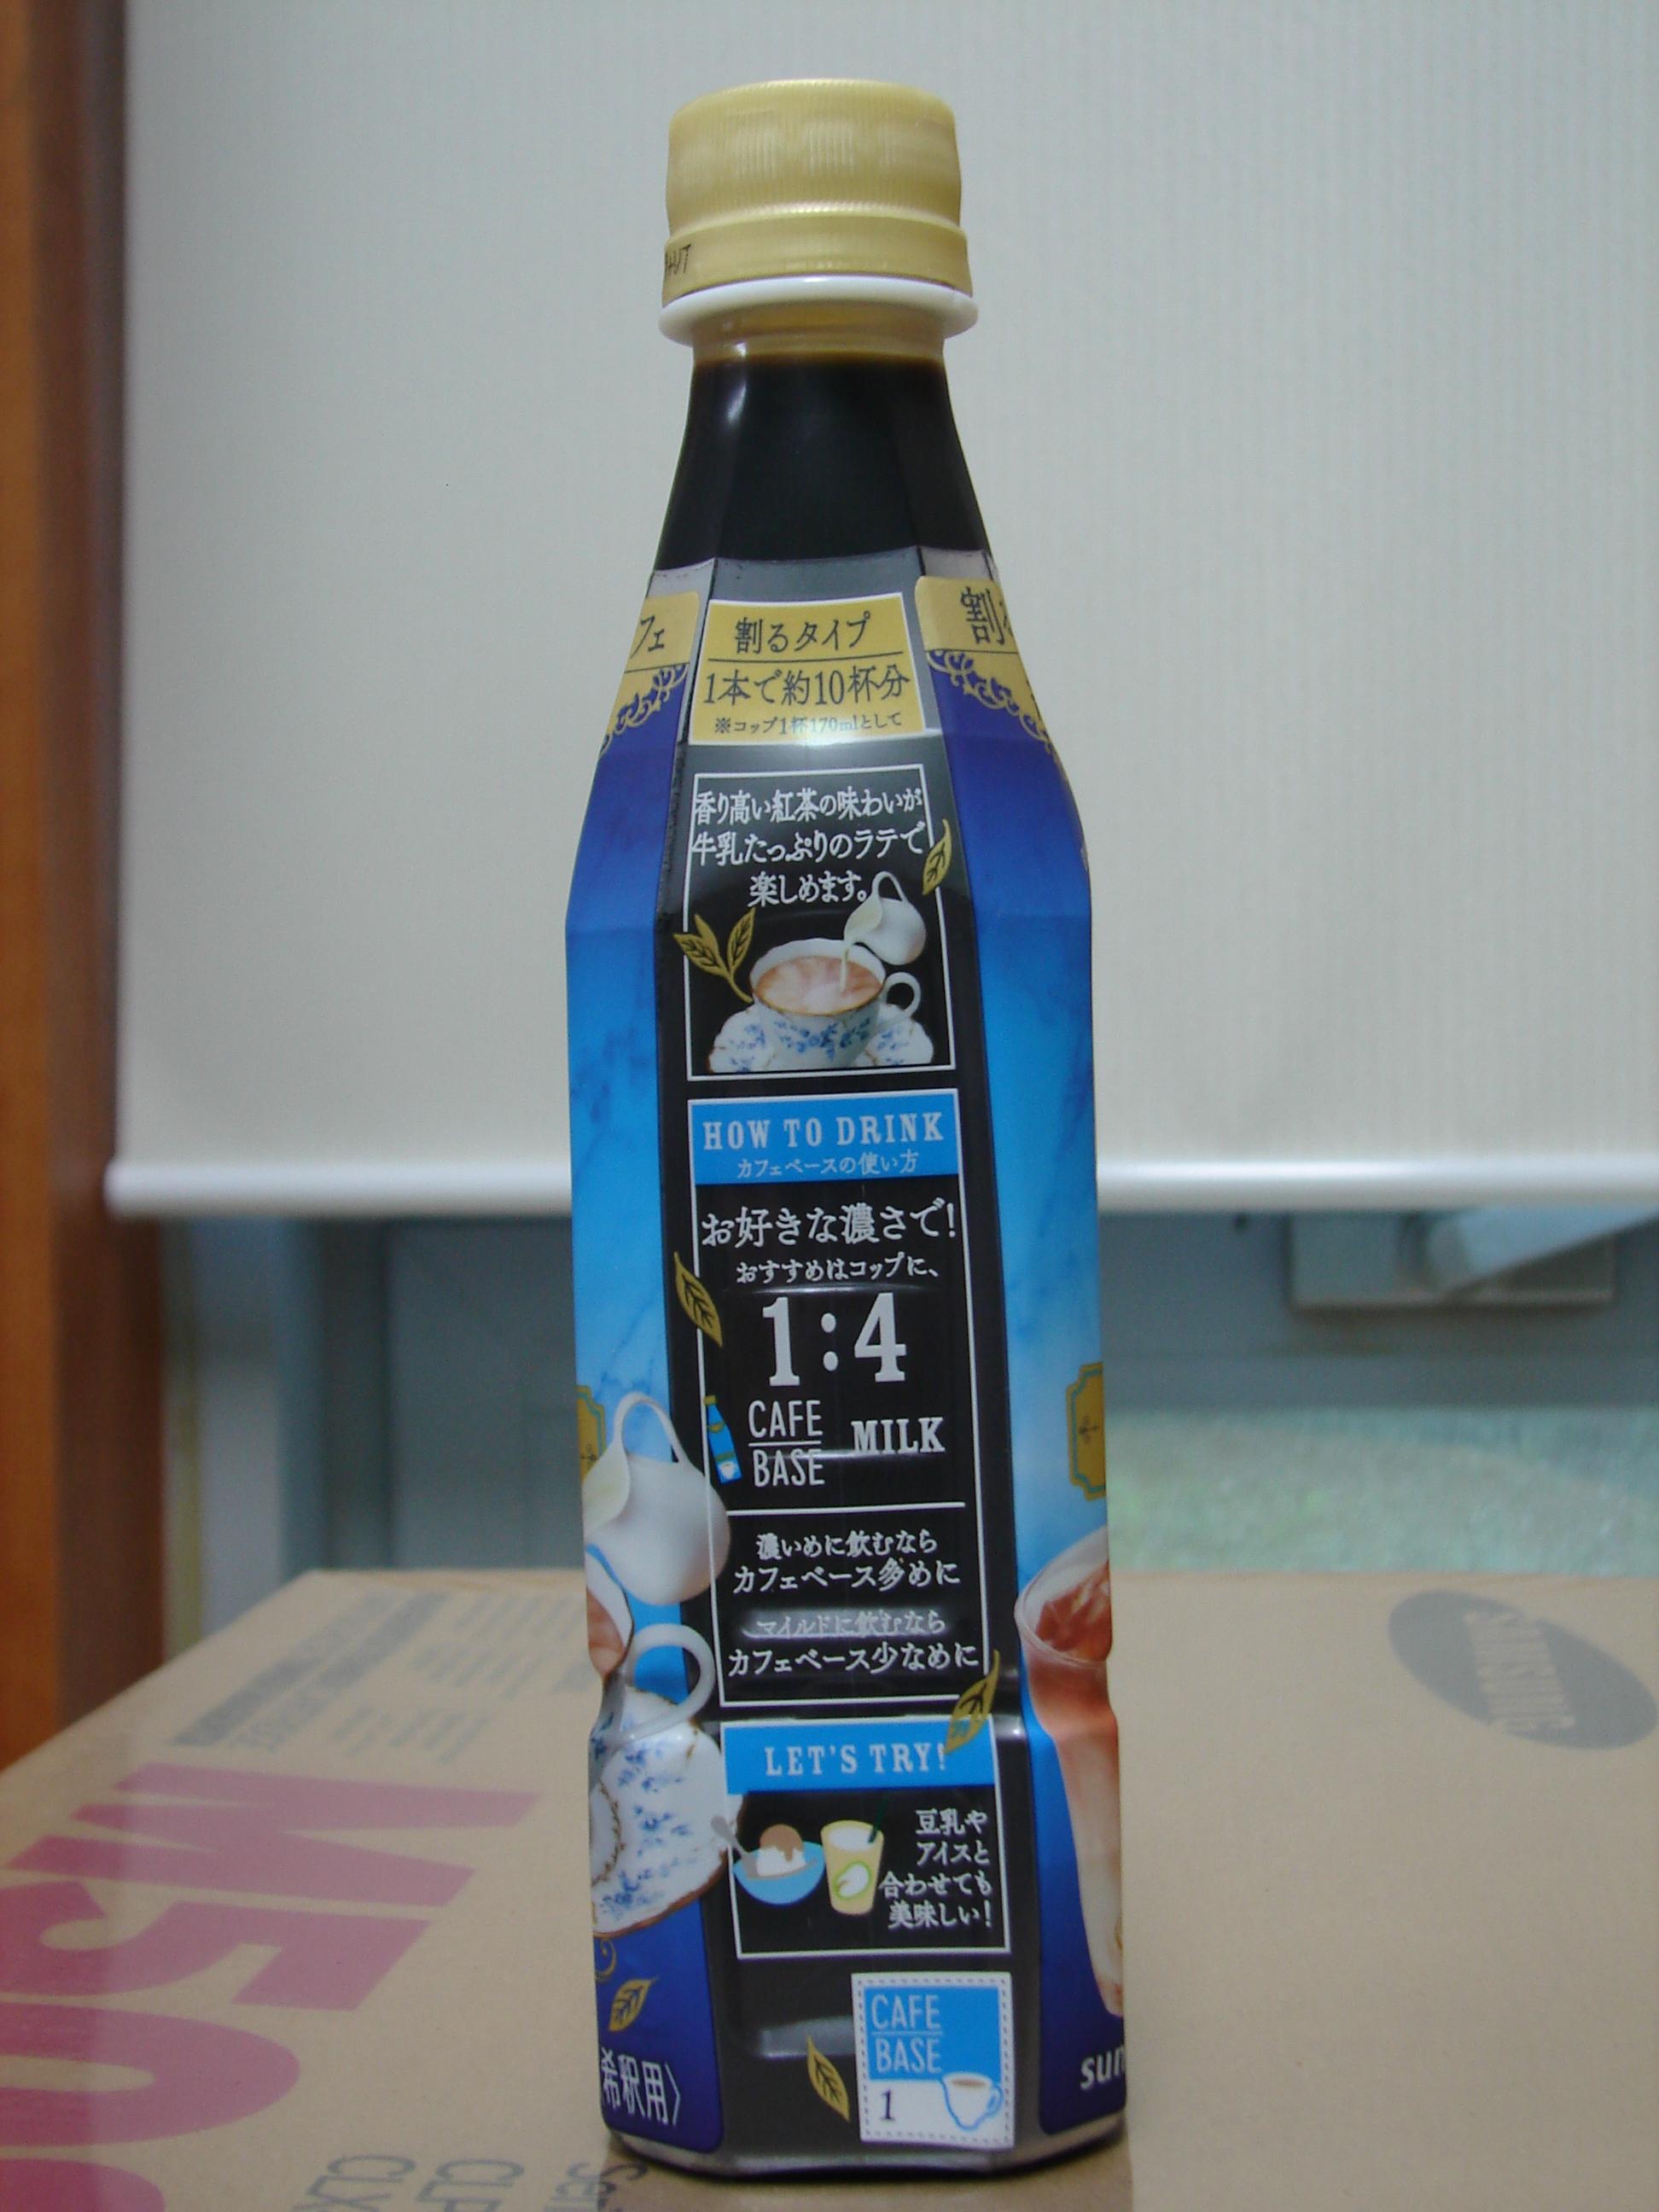 フェ
割る
割るタイプ
1本で約10杯分
※コップ1杯170mlとして
香り高い紅茶の味わいが
牛乳たっぷりのラテで
楽しめます。
HOW TO DRINK
カフェベースの使い方
お好きな濃さで!
おすすめはコップに、
1:4
CAFE
BASE
MILK
濃いめに飲むなら
カフェベース多めに
マイルドに飲むなら
カフェベース少なめに
LET'S TRY!
豆乳や
アイスと
合わせても
美味しい!
CAFE
BASE
1
希釈用〉
sun